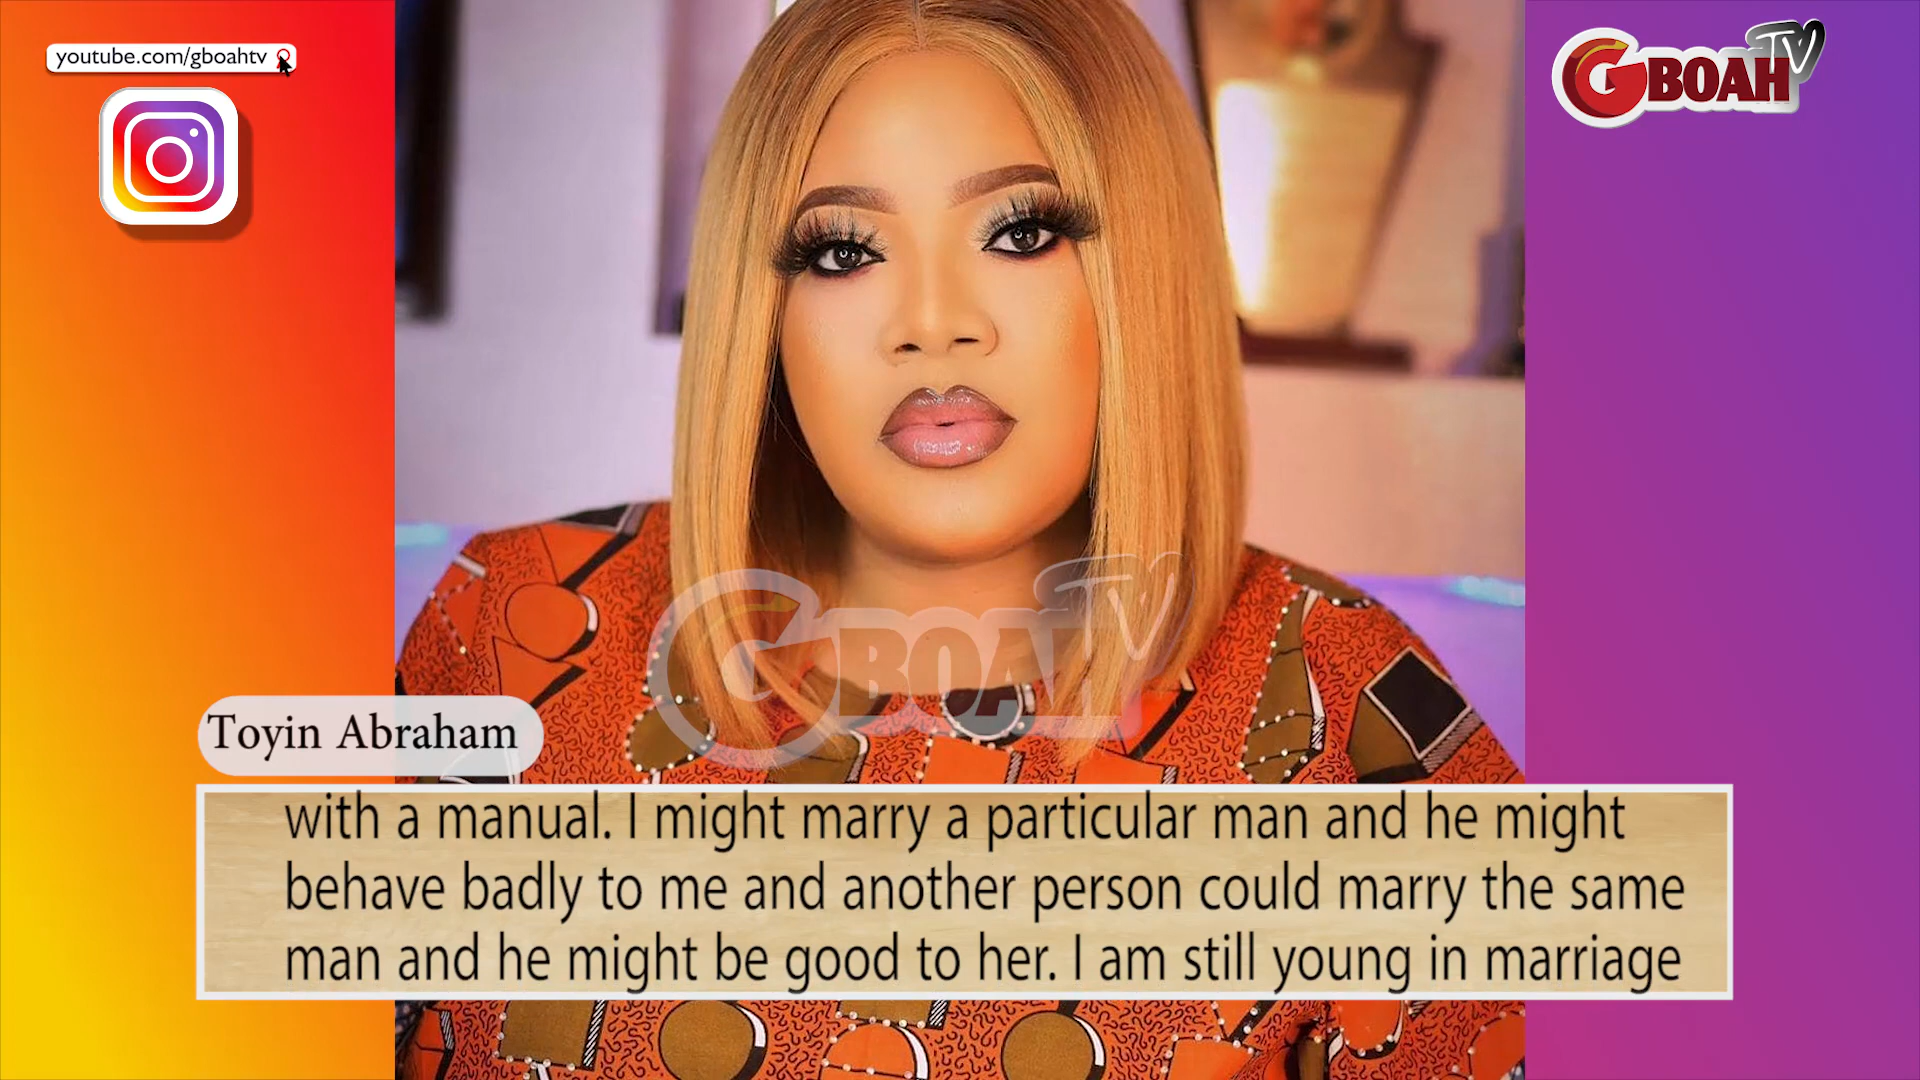 youtube.com/gboahtv
GBOAH TV
GBOAH TV
Toyin Abraham
with a manual. I might marry a particular man and he might
behave badly to me and another person could marry the same
man and he might be good to her. I am still young in marriage